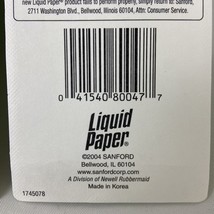 new Liquid Paper® product fails to perform properly, simply return to: Sanford,
2711 Washington Blvd., Bellwood, Illinois 60104, Attn: Consumer Service.
0 41540 80047 7
Liquid
Paper®
©2004 SANFORD
Bellwood, IL 60104
www.sanfordcorp.com
A Division of Newell Rubbermaid
Made in Korea
1745078